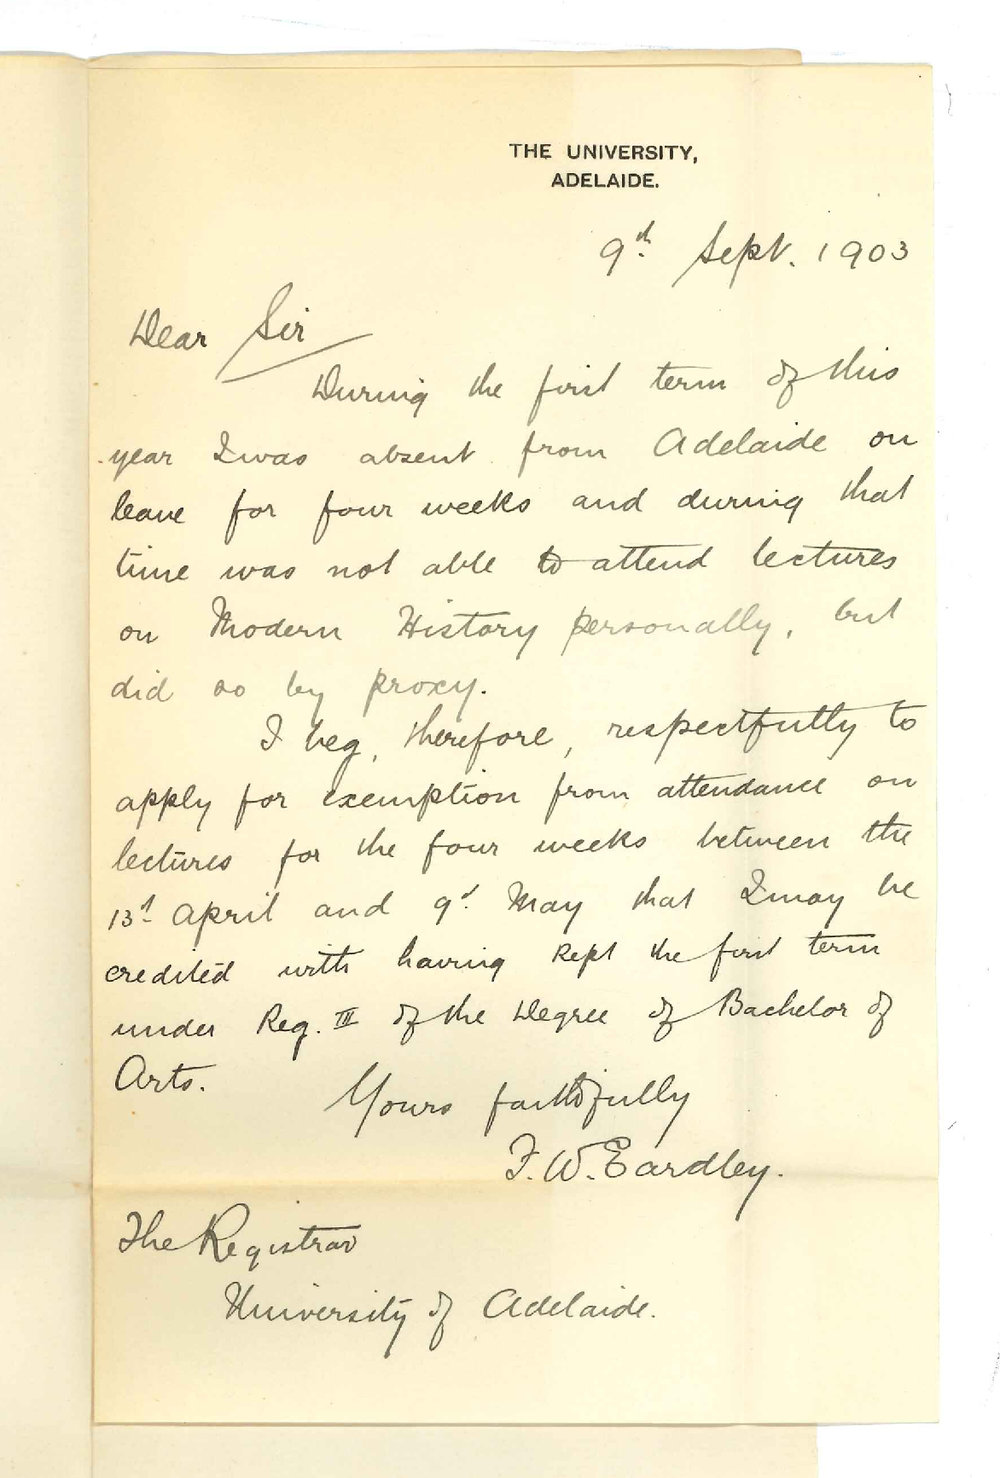 THE UNIVERSITY,
ADELAIDE.
9th Sept. 1903
Dear Sir
During the first term of this
year I was absent from Adelaide on
leave for four weeks and during that
time was not able to attend lectures
on Modern History personally, but
did so by proxy.
I beg, therefore, respectfully to
apply for exemption from attendance on
lectures for the four weeks between the
13th April and 9th May that I may be
credited with having kept the first term
under Reg. III of the Degree of Bachelor of
Arts.
Yours faithfully
F. W. Eardley.
The Registrar
University of Adelaide.